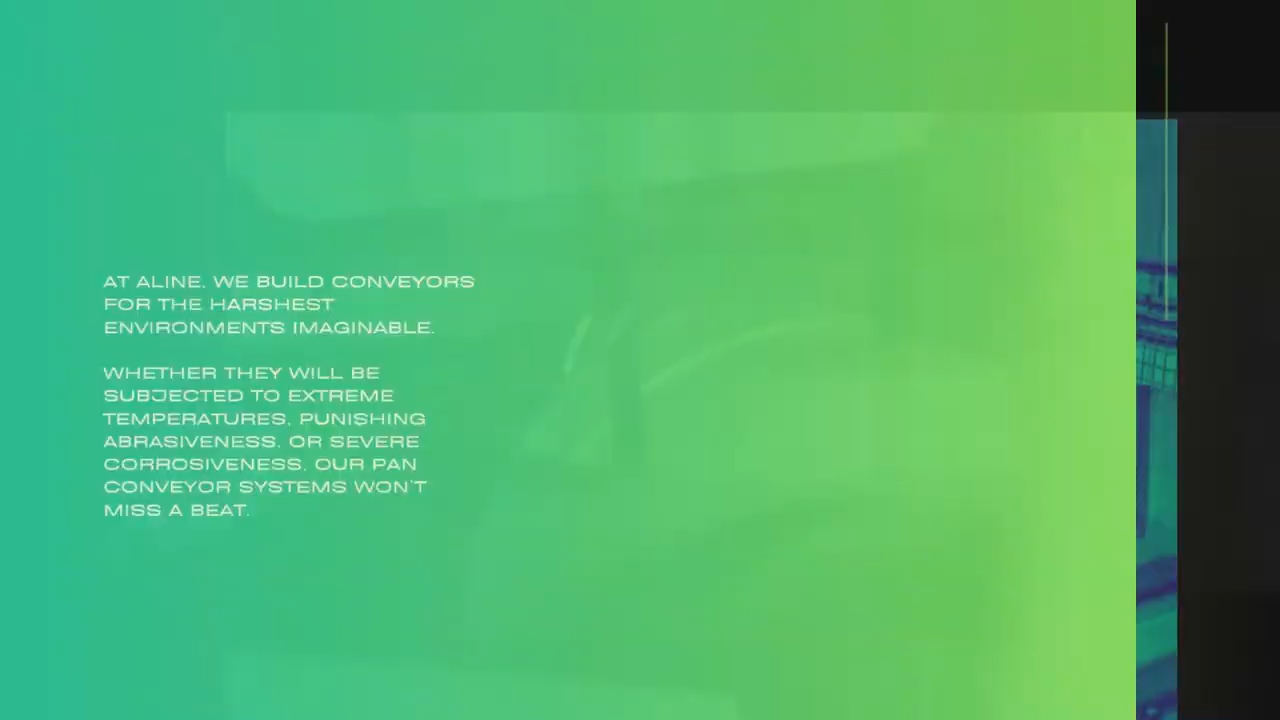 AT ALINE, WE BUILD CONVEYORS
FOR THE HARSHEST
ENVIRONMENTS IMAGINABLE.
WHETHER THEY WILL BE
SUBJECTED TO EXTREME
TEMPERATURES, PUNISHING
ABRASIVENESS, OR SEVERE
CORROSIVENESS, OUR PAN
CONVEYOR SYSTEMS WON'T
MISS A BEAT.